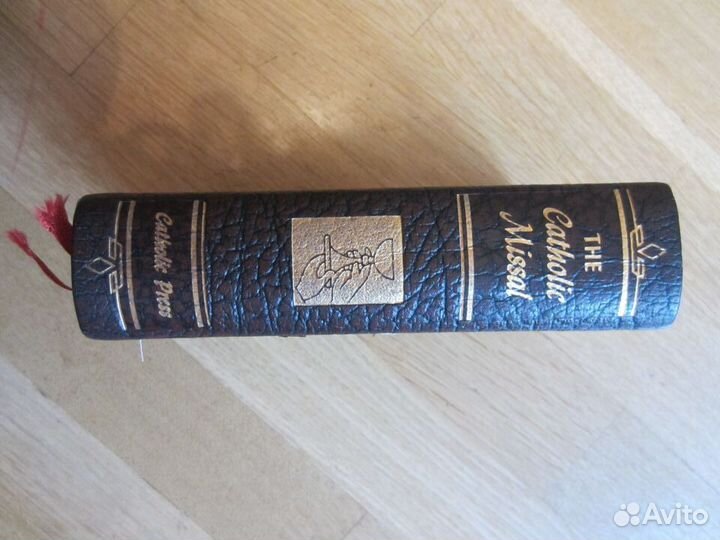 THE
Catholic
Missal
Catholic Press
Avito